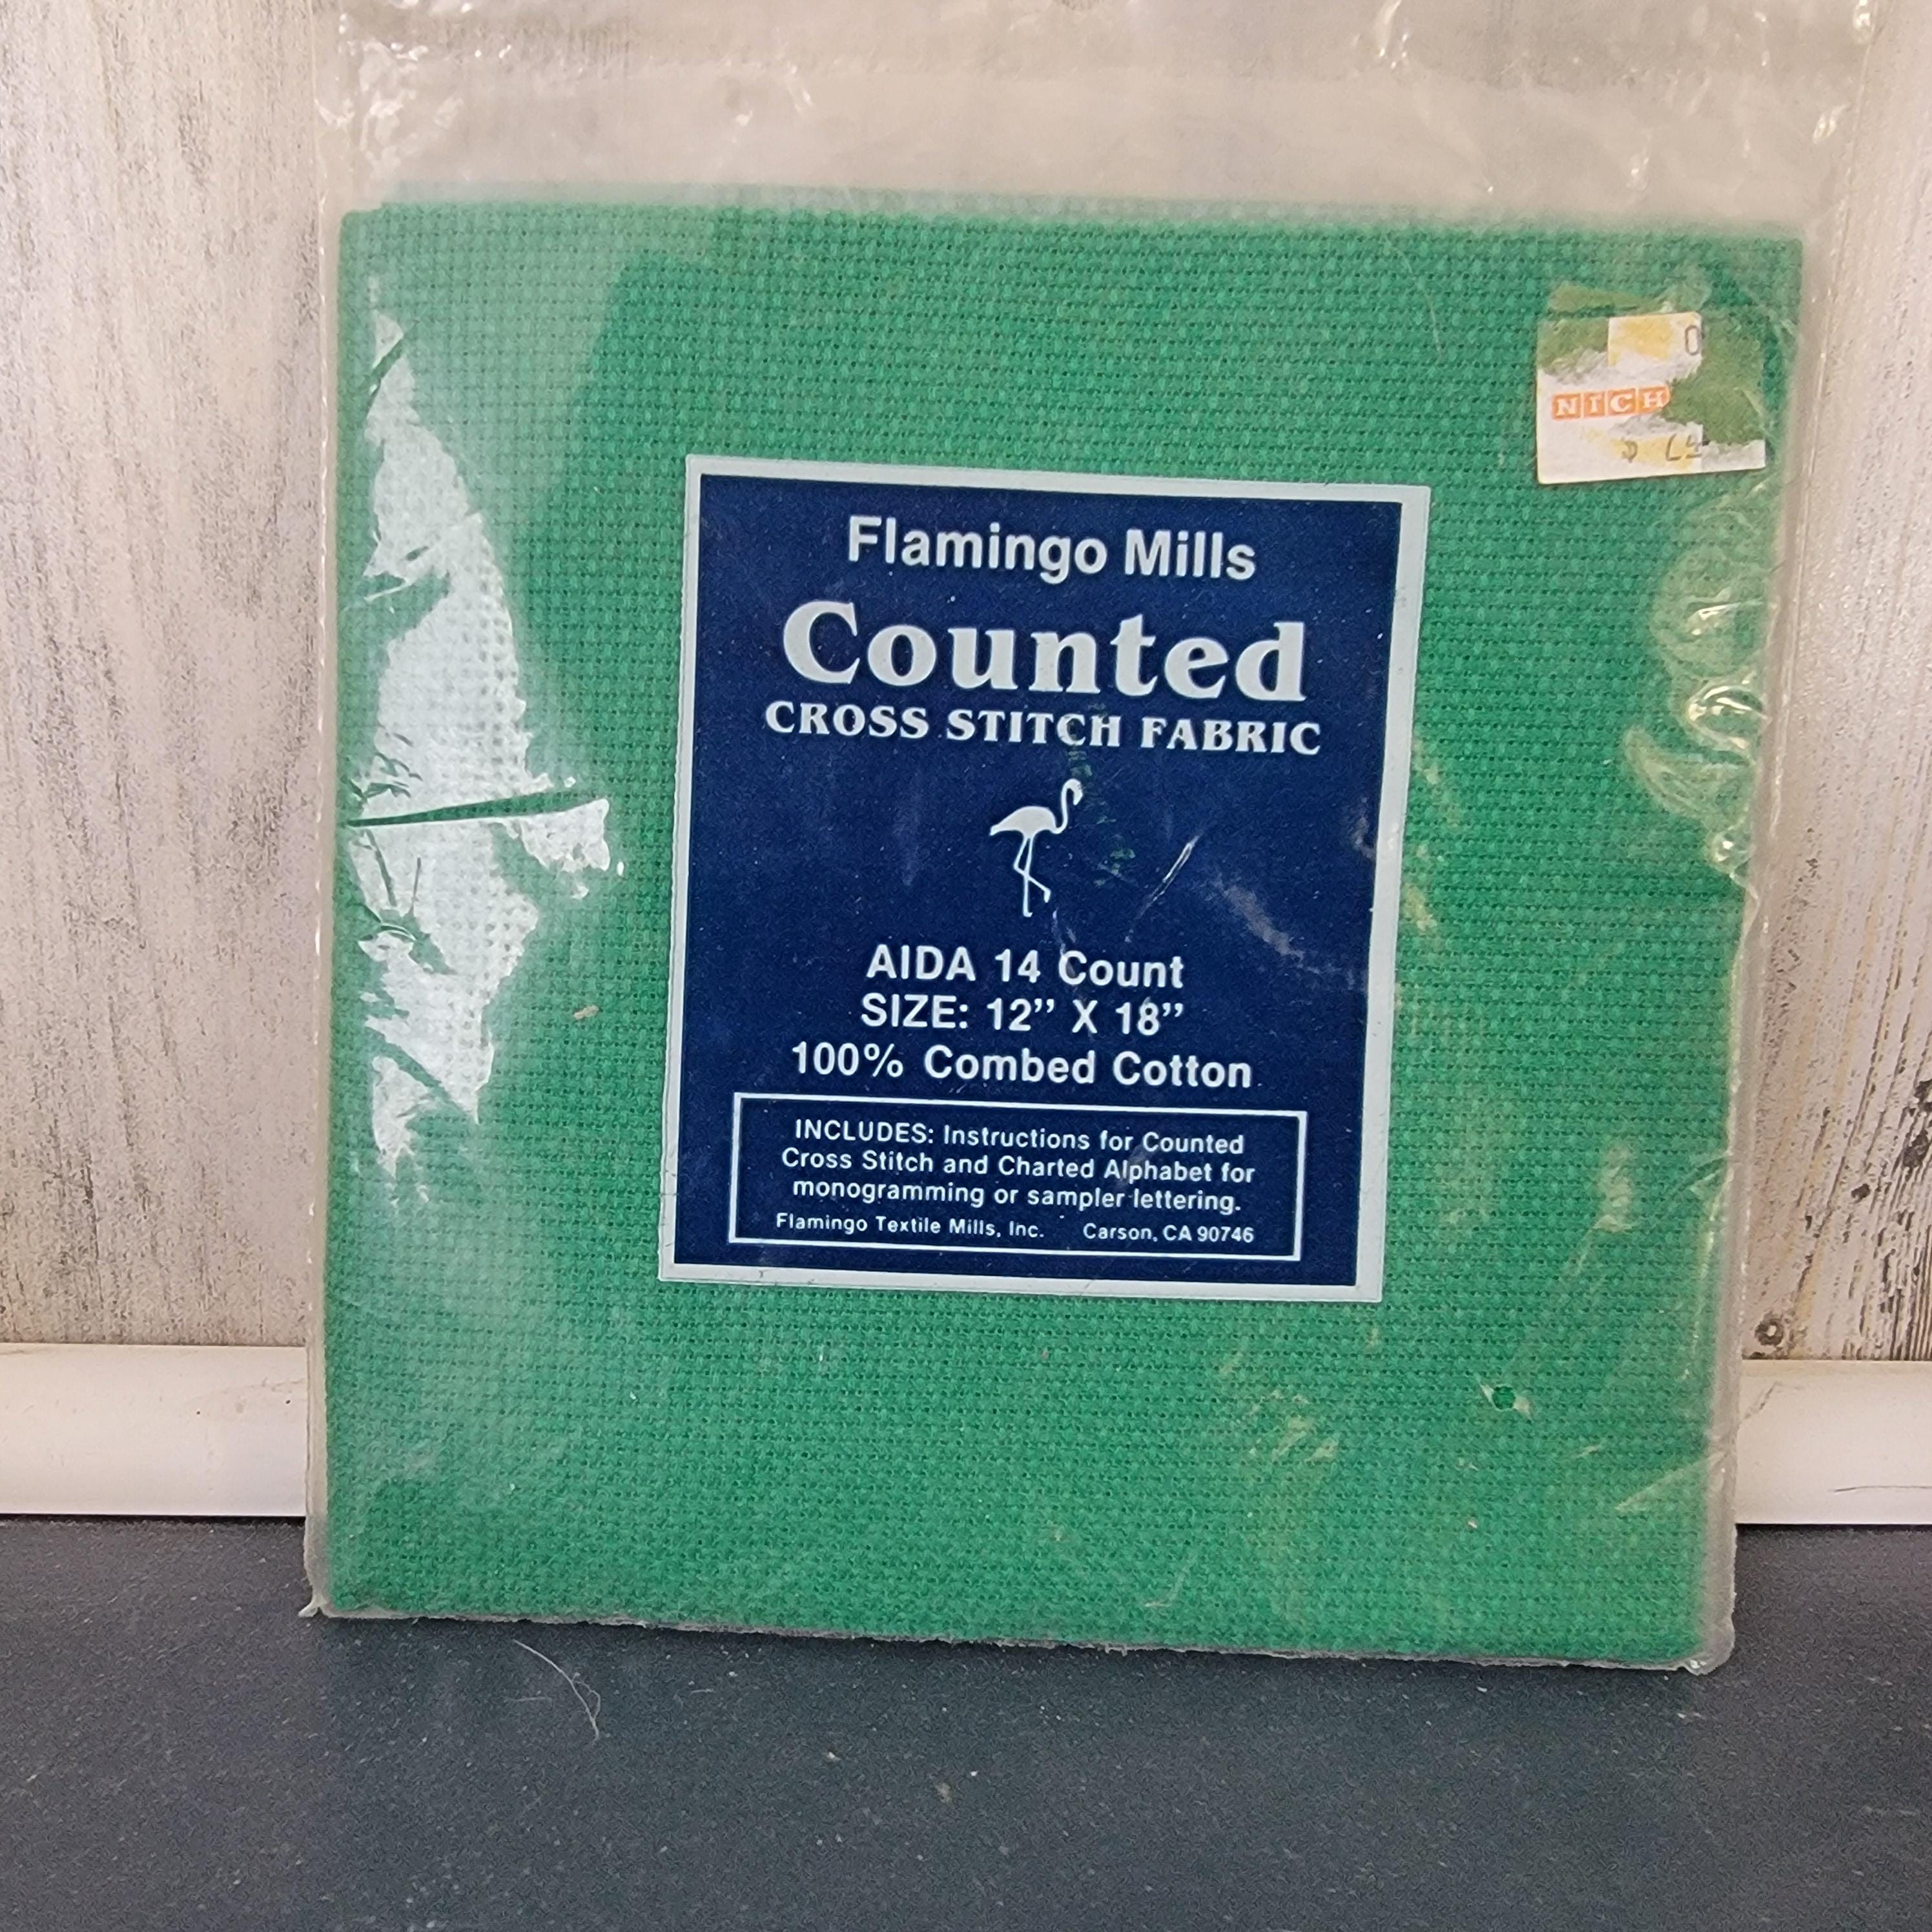 NICH
Flamingo Mills
Counted
CROSS STITCH FABRIC
AIDA 14 Count
SIZE: 12” X 18”
100% Combed Cotton
INCLUDES: Instructions for Counted
Cross Stitch and Charted Alphabet for
monogramming or sampler lettering.
Flamingo Textile Mills, Inc. Carson, CA 90746